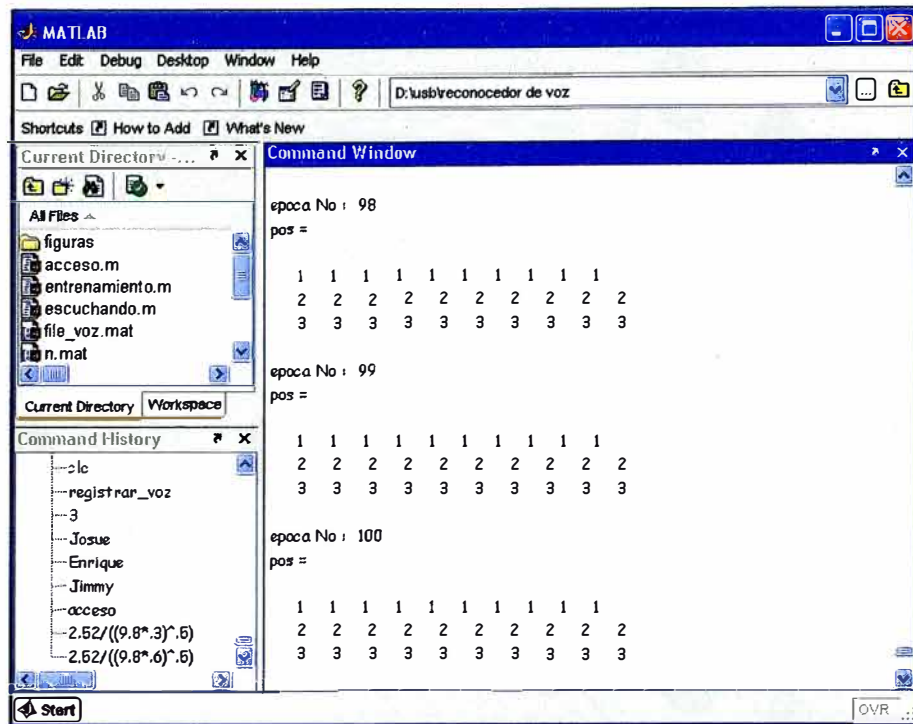 MATLAB
File Edit Debug Desktop Window Help
D:\usb\reconocedor de voz
Shortcuts How to Add What's New
Current Directory -...
All Files
figuras
acceso.m
entrenamiento.m
escuchando.m
file_voz.mat
n.mat
Current Directory Workspace
Command History
clc
registrar_voz
3
Josue
Enrique
Jimmy
acceso
2.52/((9.8*.3)^.5)
2.52/((9.8*.6)^.5)
Command Window
epoca No : 98
pos =
1 1 1 1 1 1 1 1 1 1
2 2 2 2 2 2 2 2 2 2 2
3 3 3 3 3 3 3 3 3 3 3
epoca No : 99
pos =
1 1 1 1 1 1 1 1 1 1
2 2 2 2 2 2 2 2 2 2 2
3 3 3 3 3 3 3 3 3 3 3
epoca No : 100
pos =
1 1 1 1 1 1 1 1 1 1
2 2 2 2 2 2 2 2 2 2 2
3 3 3 3 3 3 3 3 3 3 3
Start
OVR